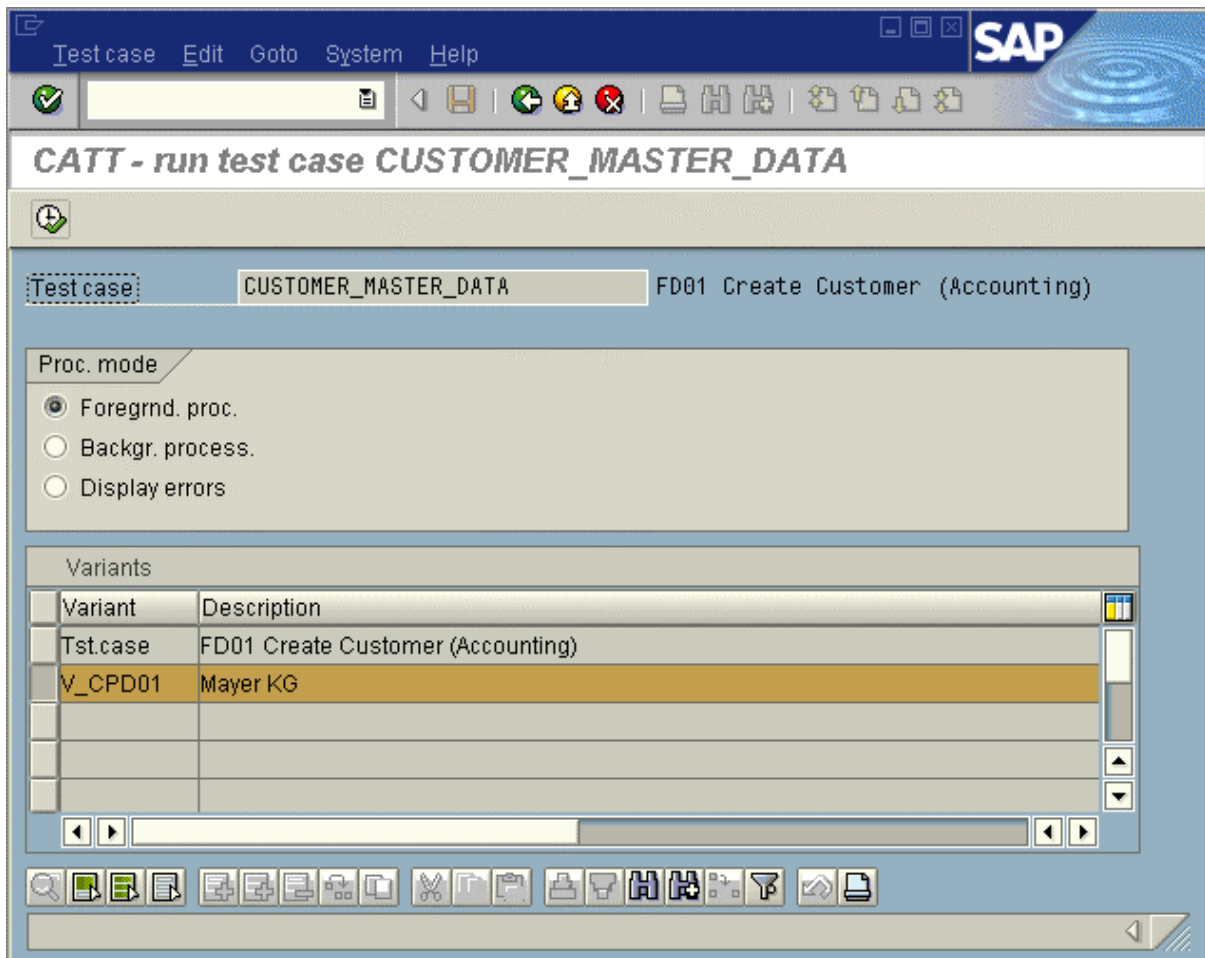 Test case Edit Goto System Help
SAP
CATT - run test case CUSTOMER_MASTER_DATA
Test case CUSTOMER_MASTER_DATA FD01 Create Customer (Accounting)
Proc. mode
Foregrnd. proc.
Backgr. process.
Display errors
Variants
Variant Description
Tst.case FD01 Create Customer (Accounting)
V_CPD01 Mayer KG